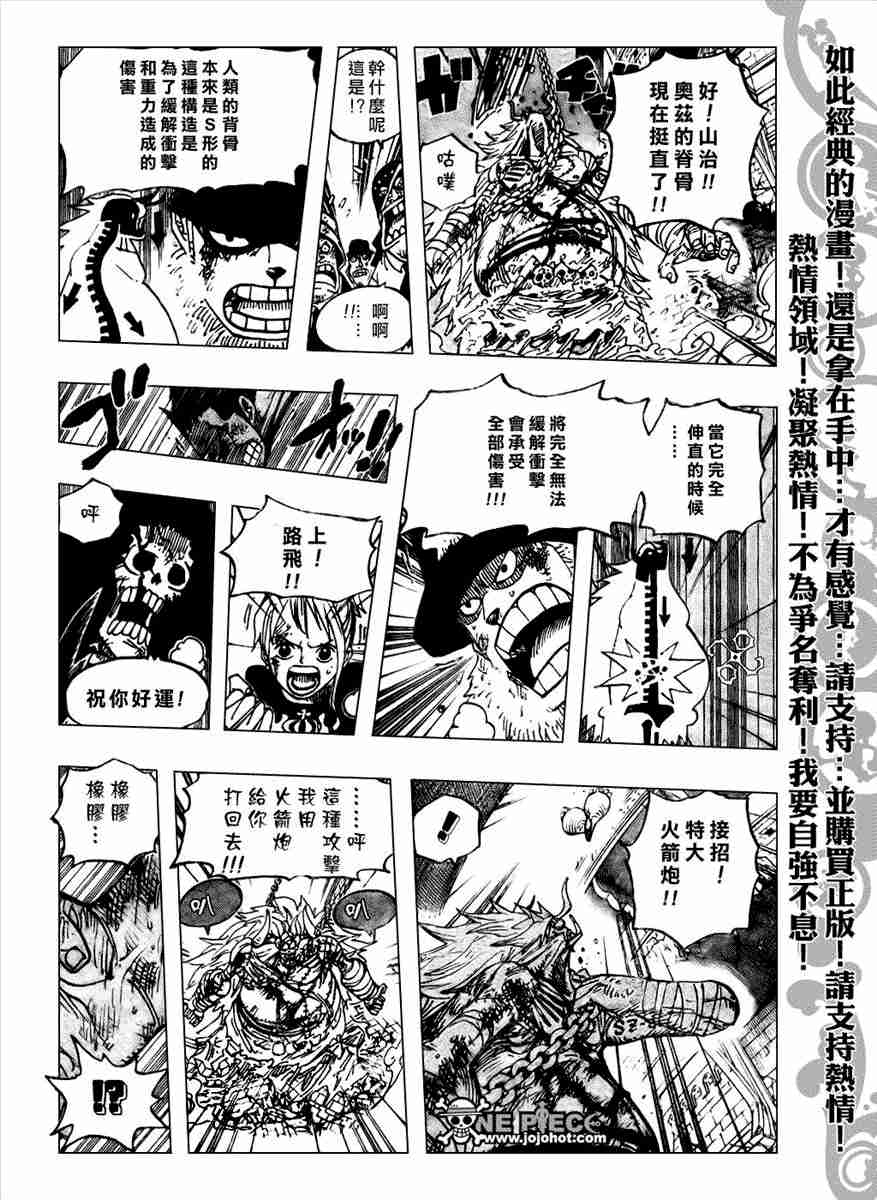 好！山治！！
奧茲的脊骨
現在挺直了！！
咕噗
幹什麼呢
這是！？
啊啊
！！……
人類的背骨
本來是S形的
這種構造是
為了緩解衝擊
和重力造成的
傷害
當它完全
伸直的時候
……
將完全無法
緩解衝擊
會承受
全部傷害！！！
上！
路飛！！
呼
祝你好運！
接招！
特大
火箭炮！！
！
……呼
這種攻擊
我用
火箭炮
給你
打回去！！！
叭
叭
橡膠
橡膠…
！？
ONE PIECE
www.jojohot.com
如此經典的漫畫！還是拿在手中…才有感覺…請支持…並購買正版！請支持熱情！
熱情領域！凝聚熱情！不為爭名奪利！我要自強不息！